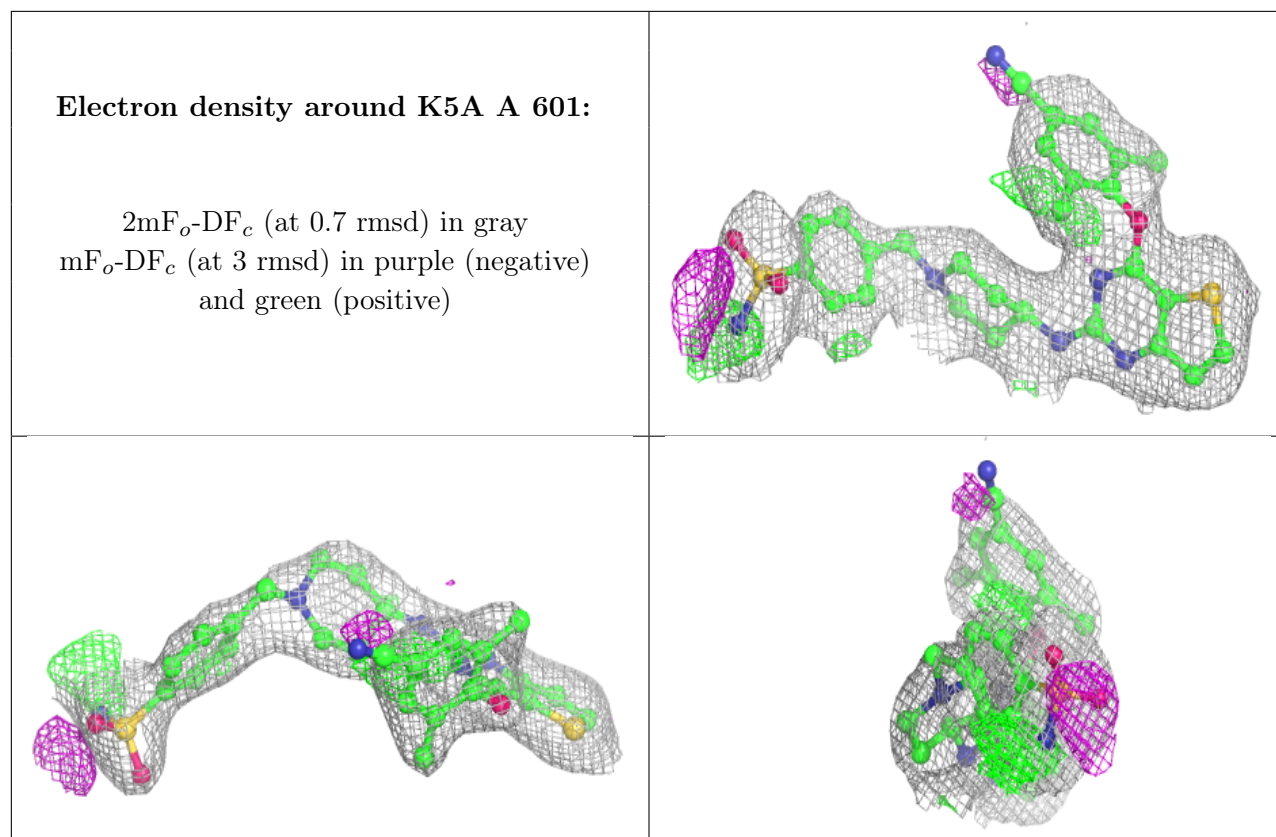 Electron density around K5A A 601:
2mFo-DFc (at 0.7 rmsd) in gray
mFo-DFc (at 3 rmsd) in purple (negative)
and green (positive)